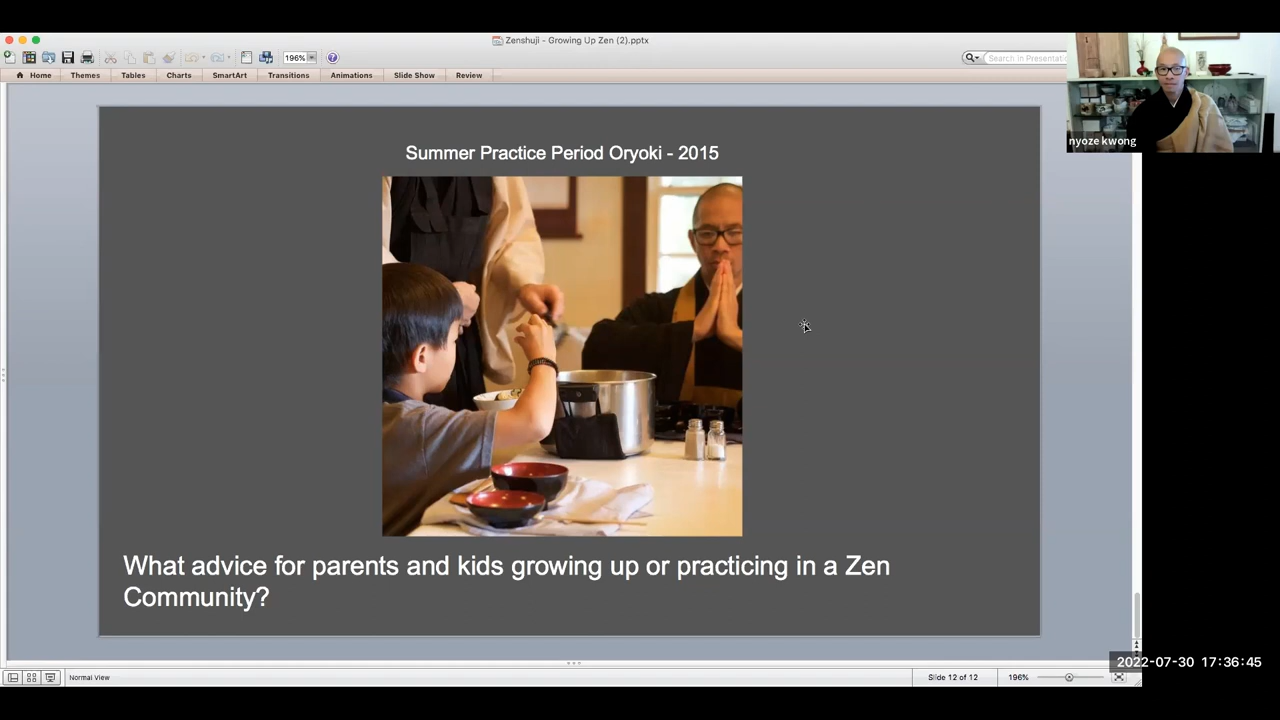 Zenshuji - Growing Up Zen (2).pptx
196%
Search in Presentation
Home
Themes
Tables
Charts
SmartArt
Transitions
Animations
Slide Show
Review
nyoze kwong
Summer Practice Period Oryoki - 2015
What advice for parents and kids growing up or practicing in a Zen
Community?
2022-07-30 17:36:45
Normal View
Slide 12 of 12
196%